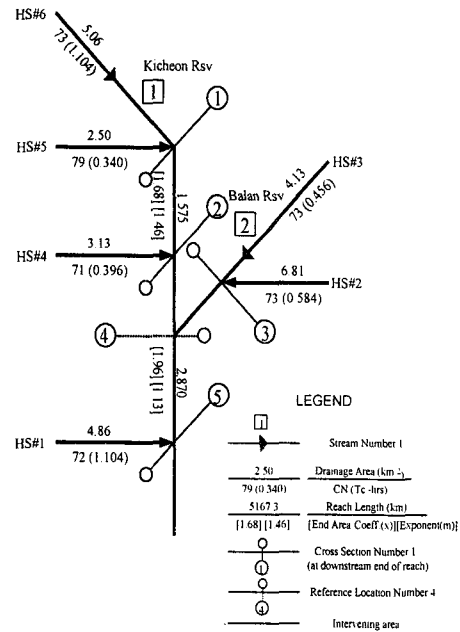 HS#6
5.06
73 (1.104)
Kicheon Rsv
1
1
2.50
HS#5
79 (0.340)
1.575
[1.68] [1.46]
HS#3
4.13
73 (0.456)
Balan Rsv
2
2
3.13
HS#4
71 (0.396)
6.81
HS#2
73 (0.584)
3
4
2.870
[1.96] [1.13]
5
4.86
HS#1
72 (1.104)
LEGEND
1
Stream Number 1
2.50 Drainage Area (km 2)
79 (0.340) CN (Tc -hrs)
5167.3 Reach Length (km)
[1.68] [1.46] [End Area Coeff.(x)][Exponent(m)]
Cross Section Number 1
1 (at downstream end of reach)
Reference Location Number 4
4
Intervening area